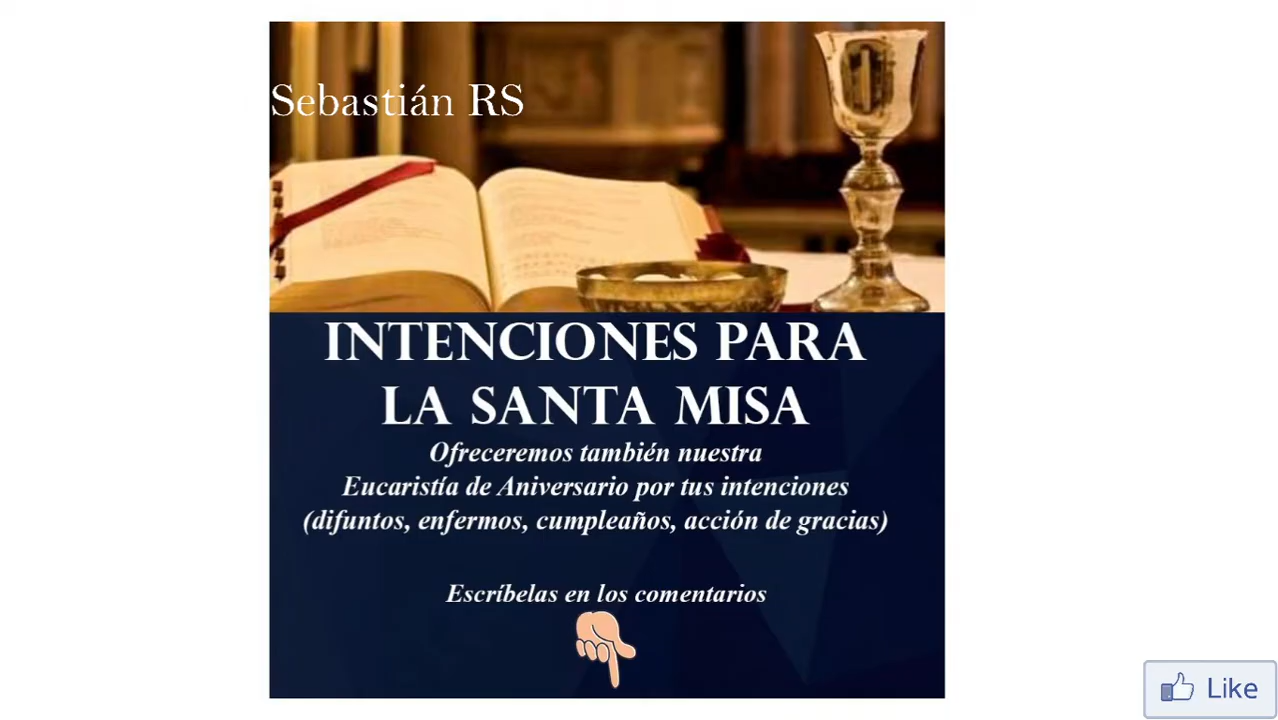 Sebastián RS
INTENCIONES PARA
LA SANTA MISA
Ofreceremos también nuestra
Eucaristía de Aniversario por tus intenciones
(difuntos, enfermos, cumpleaños, acción de gracias)
Escríbelas en los comentarios
Like